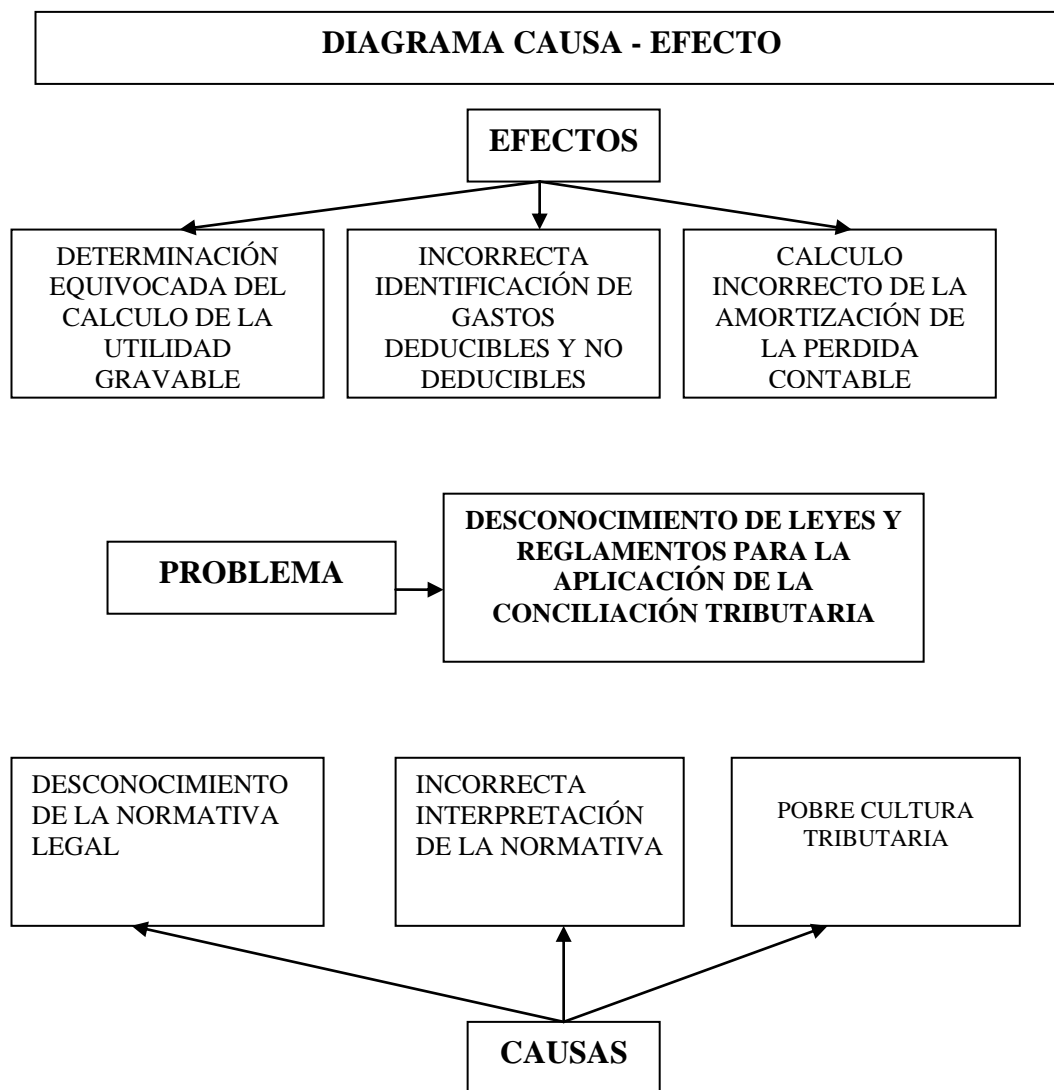 DIAGRAMA CAUSA - EFECTO
EFECTOS
DETERMINACIÓN
EQUIVOCADA DEL
CALCULO DE LA
UTILIDAD
GRAVABLE
INCORRECTA
IDENTIFICACIÓN DE
GASTOS
DEDUCIBLES Y NO
DEDUCIBLES
CALCULO
INCORRECTO DE LA
AMORTIZACIÓN DE
LA PERDIDA
CONTABLE
PROBLEMA
DESCONOCIMIENTO DE LEYES Y
REGLAMENTOS PARA LA
APLICACIÓN DE LA
CONCILIACIÓN TRIBUTARIA
DESCONOCIMIENTO
DE LA NORMATIVA
LEGAL
INCORRECTA
INTERPRETACIÓN
DE LA NORMATIVA
POBRE CULTURA
TRIBUTARIA
CAUSAS